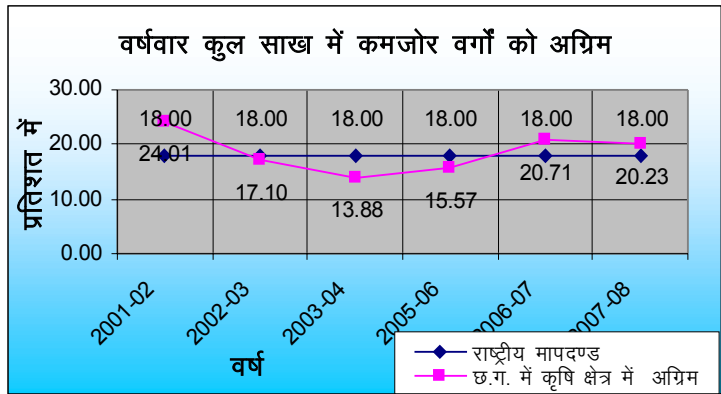 वर्षवार कुल साख में कमजोर वर्गों को अग्रिम
30.00
20.00
10.00
0.00
प्रतिशत में
18.00 18.00 18.00 18.00 18.00 18.00
24.01 17.10 13.88 15.57 20.71 20.23
2001-02 2002-03 2003-04 2005-06 2006-07 2007-08
वर्ष
राष्ट्रीय मापदण्ड
छ.ग. में कृषि क्षेत्र में अग्रिम